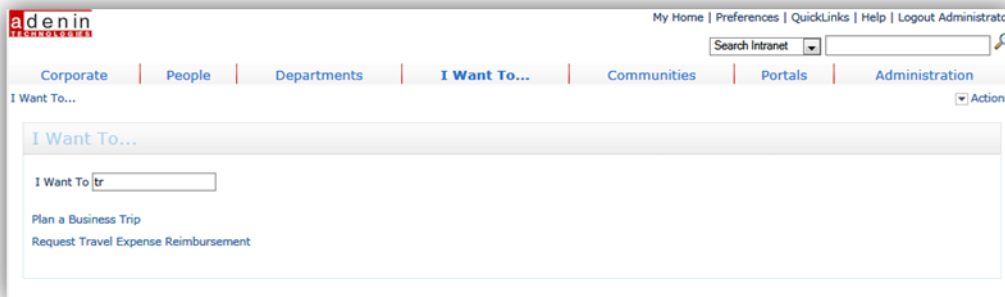 adenin
TECHNOLOGIES
My Home | Preferences | QuickLinks | Help | Logout Administrato
Search Intranet
Corporate People Departments I Want To... Communities Portals Administration
I Want To...
Action
I Want To...
I Want To tr
Plan a Business Trip
Request Travel Expense Reimbursement